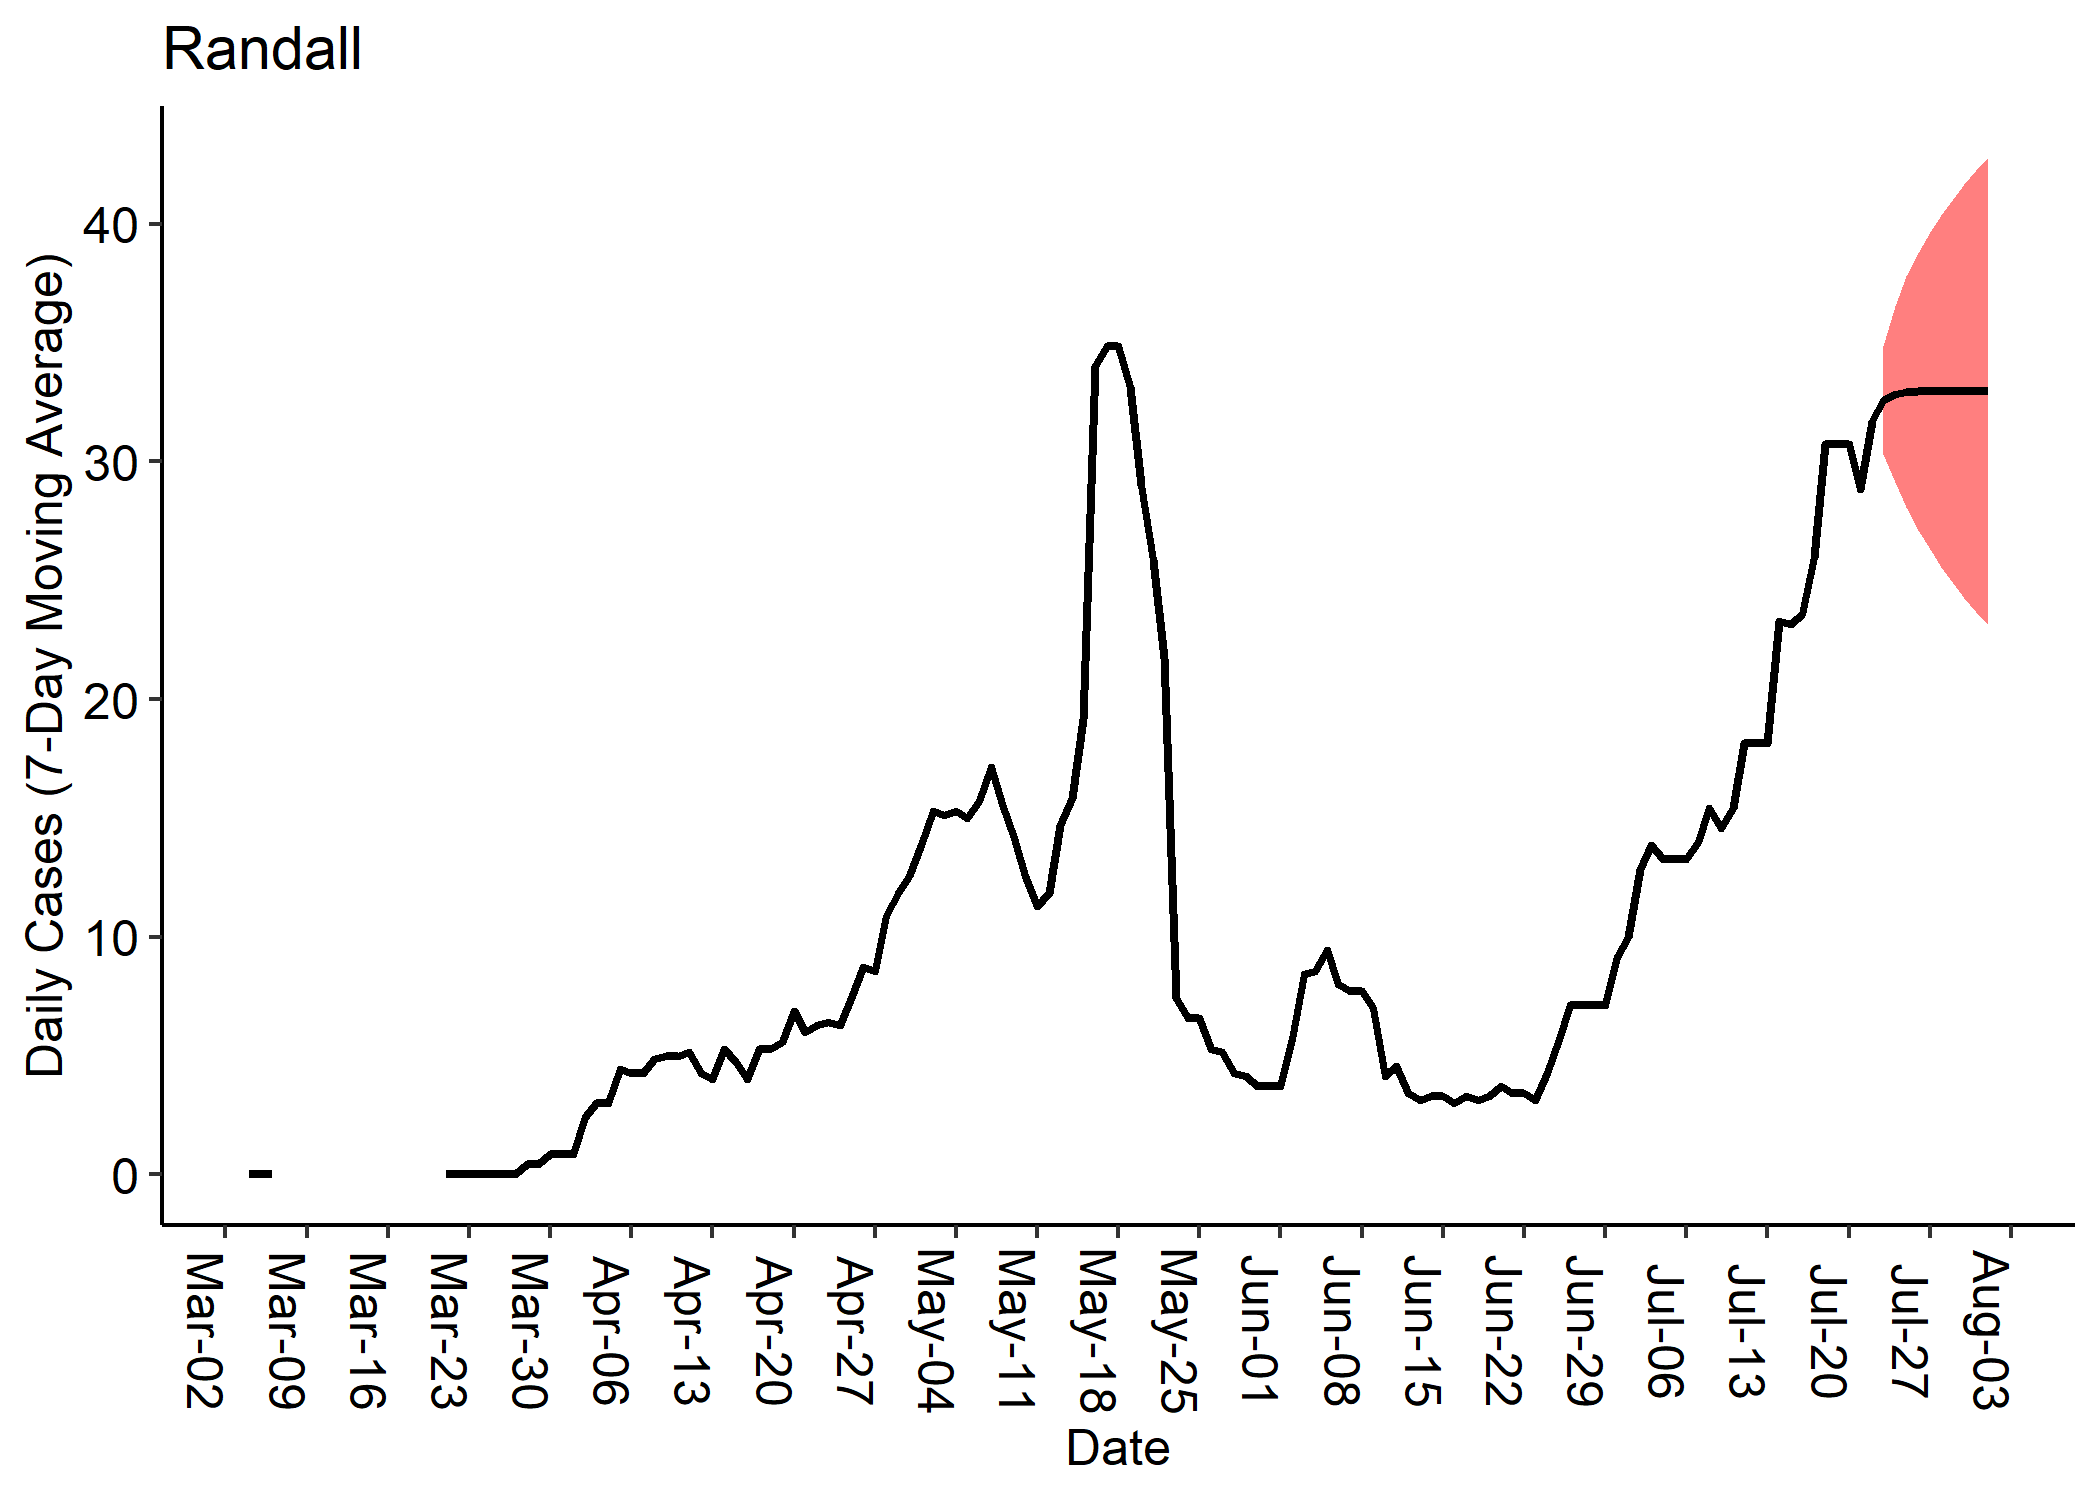 Randall
Daily Cases (7-Day Moving Average)
40
30
20
10
0
Mar-02
Mar-09
Mar-16
Mar-23
Mar-30
Apr-06
Apr-13
Apr-20
Apr-27
May-04
May-11
May-18
May-25
Jun-01
Jun-08
Jun-15
Jun-22
Jun-29
Jul-06
Jul-13
Jul-20
Jul-27
Aug-03
Date